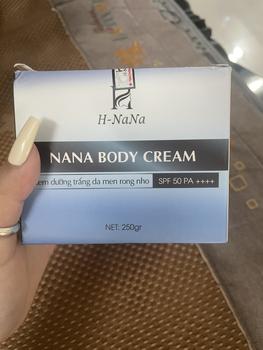 H-NaNa
NANA BODY CREAM
kem dưỡng trắng da men rong nho SPF 50 PA ++++
NET: 250gr